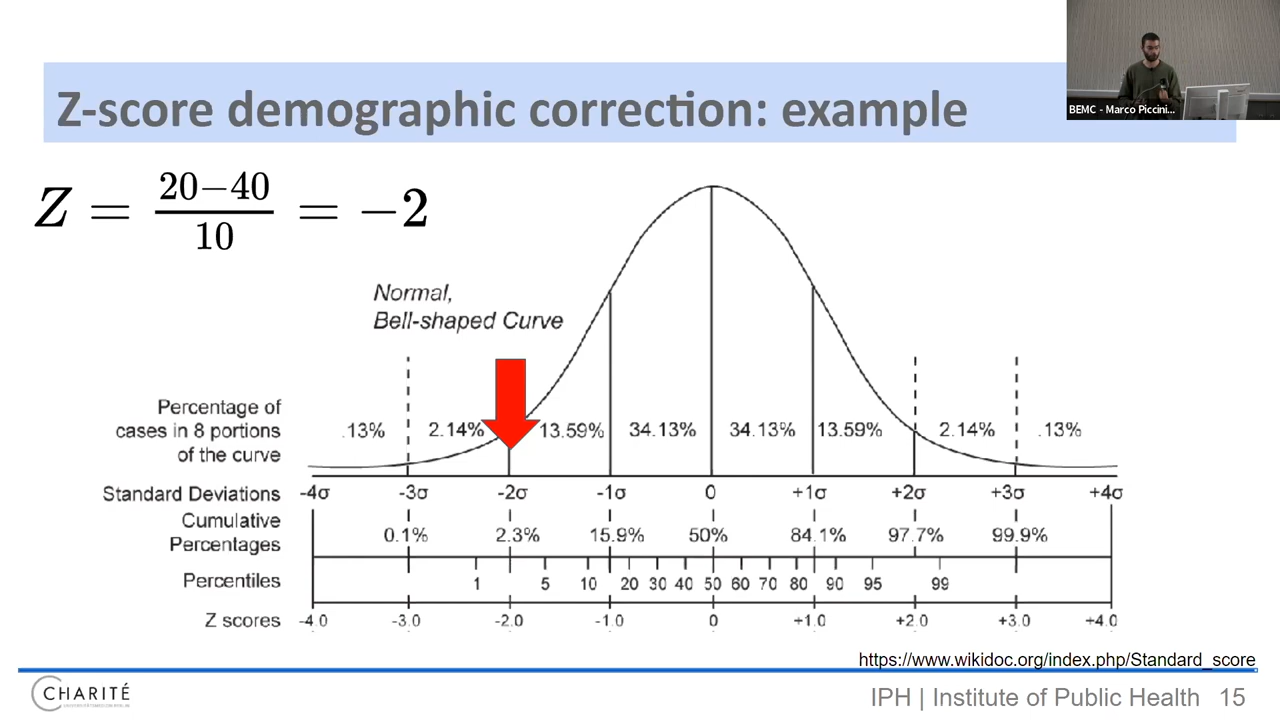 BEMC - Marco Piccini...
Z-score demographic correction: example
Z = 20−40 / 10 = −2
Normal,
Bell-shaped Curve
Percentage of
cases in 8 portions
of the curve
.13% 2.14% 13.59% 34.13% 34.13% 13.59% 2.14% .13%
Standard Deviations -4σ -3σ -2σ -1σ 0 +1σ +2σ +3σ +4σ
Cumulative
Percentages 0.1% 2.3% 15.9% 50% 84.1% 97.7% 99.9%
Percentiles 1 5 10 20 30 40 50 60 70 80 90 95 99
Z scores -4.0 -3.0 -2.0 -1.0 0 +1.0 +2.0 +3.0 +4.0
https://www.wikidoc.org/index.php/Standard_score
CHARITÉ
IPH | Institute of Public Health 15